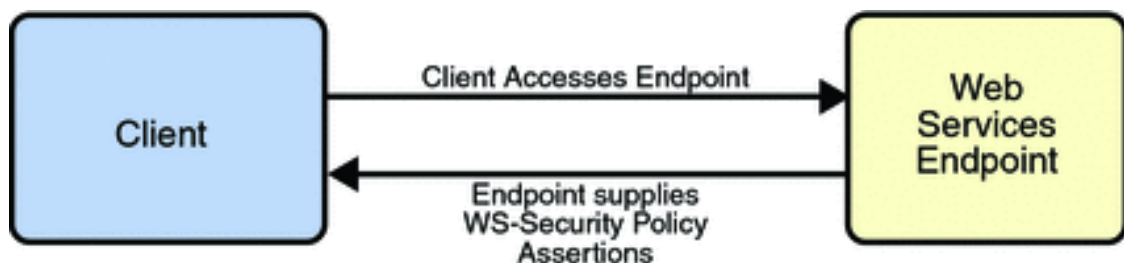 Client
Client Accesses Endpoint
Endpoint supplies
WS-Security Policy
Assertions
Web
Services
Endpoint